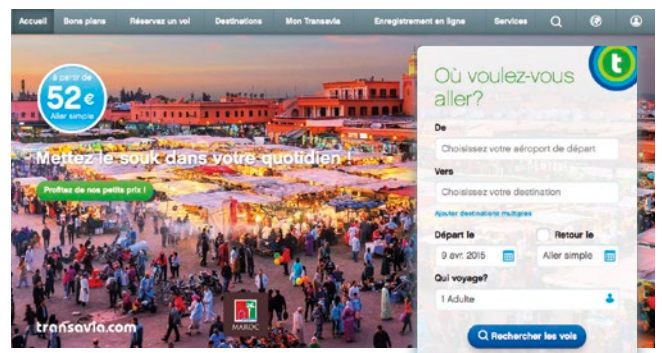 Accueil
Bons plans
Réservez un vol
Destinations
Mon Transavia
Enregistrement en ligne
Services
à partir de
52 €
Aller simple
Mettez le souk dans votre quotidien !
Profitez de nos petits prix !
transavia.com
MAROC
t
Où voulez-vous
aller?
De
Choisissez votre aéroport de départ
Vers
Choisissez votre destination
Ajouter destinations multiples
Départ le
Retour le
9 avr. 2015
Aller simple
Qui voyage?
1 Adulte
Rechercher les vols